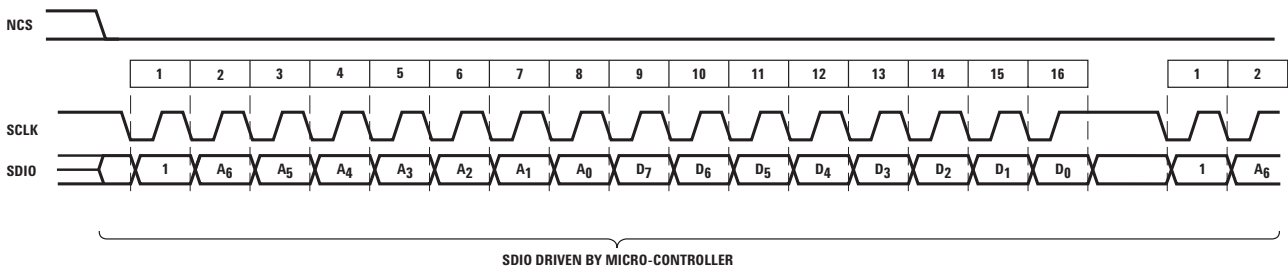 NCS
1 2 3 4 5 6 7 8 9 10 11 12 13 14 15 16 1 2
SCLK
SDIO 1 A6 A5 A4 A3 A2 A1 A0 D7 D6 D5 D4 D3 D2 D1 D0 1 A6
SDIO DRIVEN BY MICRO-CONTROLLER